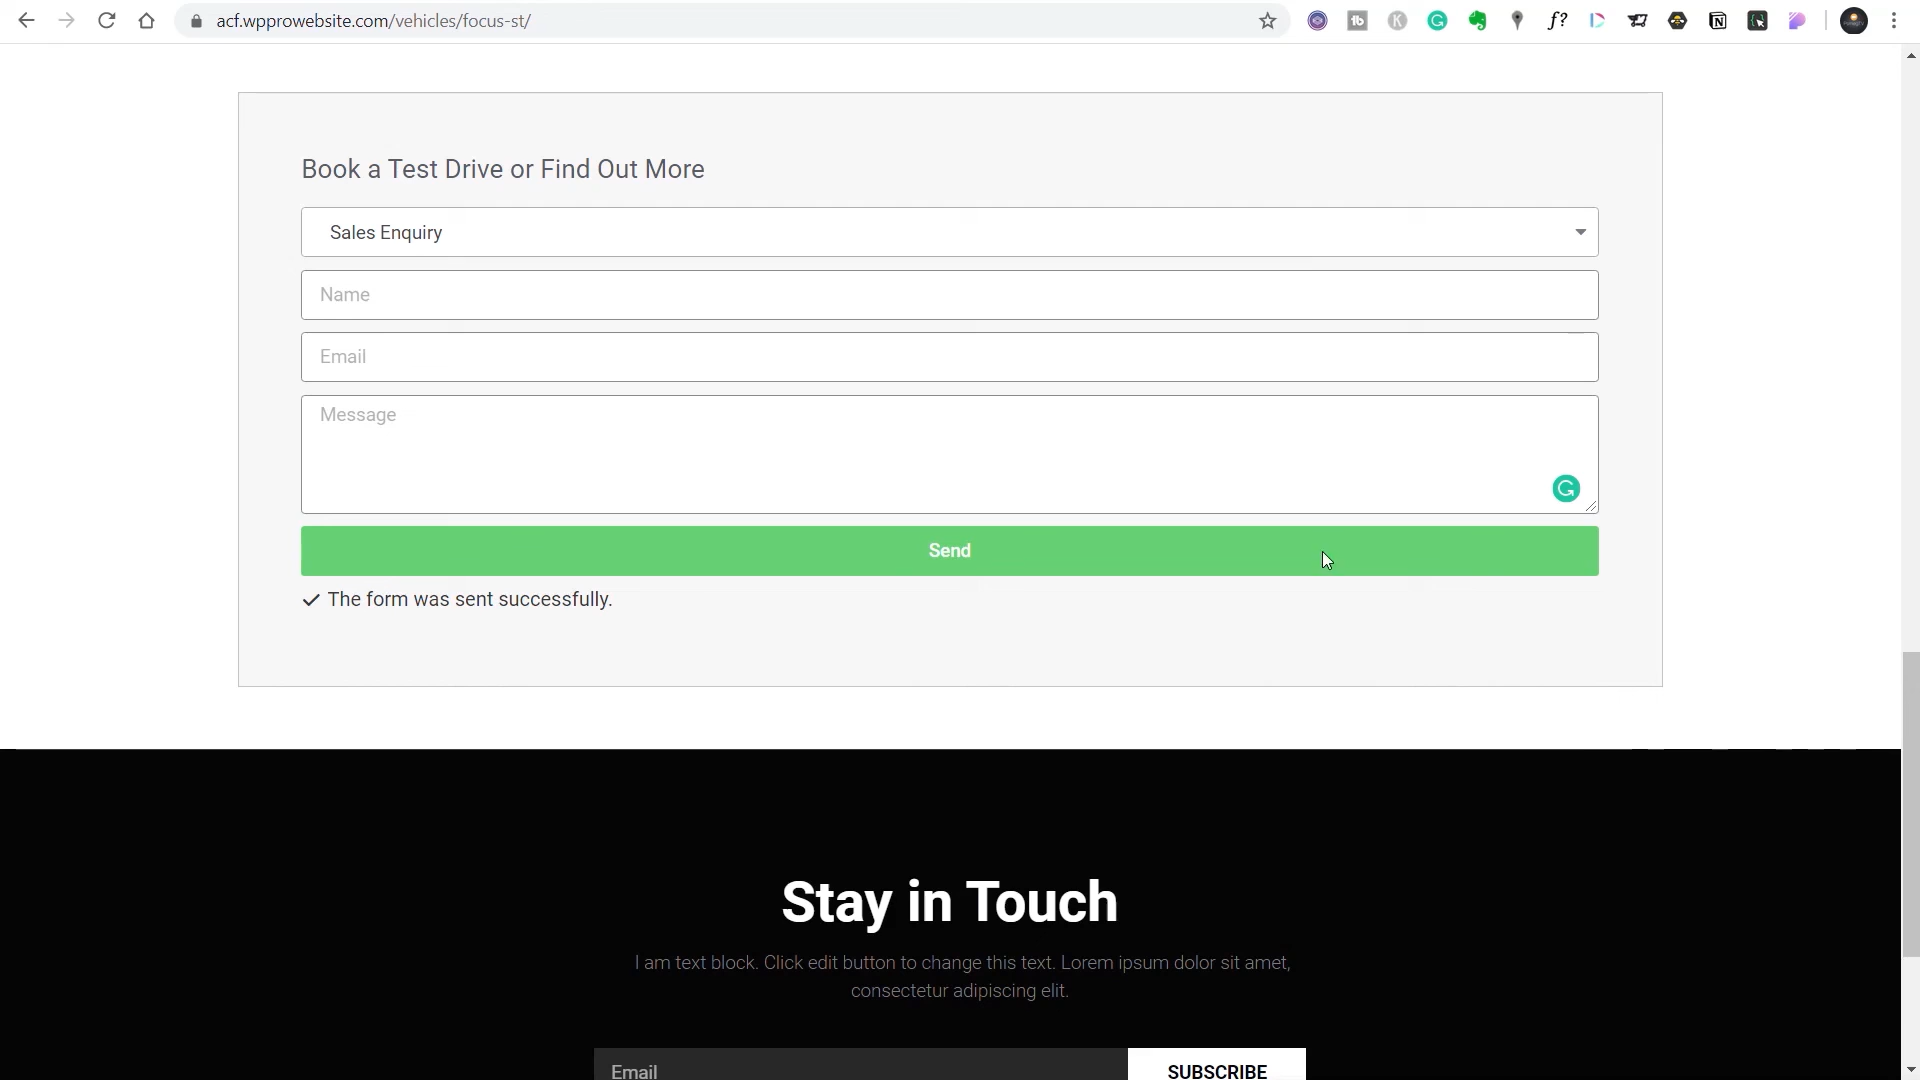 acf.wpprowebsite.com/vehicles/focus-st/
Book a Test Drive or Find Out More
Sales Enquiry
Name
Email
Message
Send
The form was sent successfully.
Stay in Touch
I am text block. Click edit button to change this text. Lorem ipsum dolor sit amet,
consectetur adipiscing elit.
Email
SUBSCRIBE